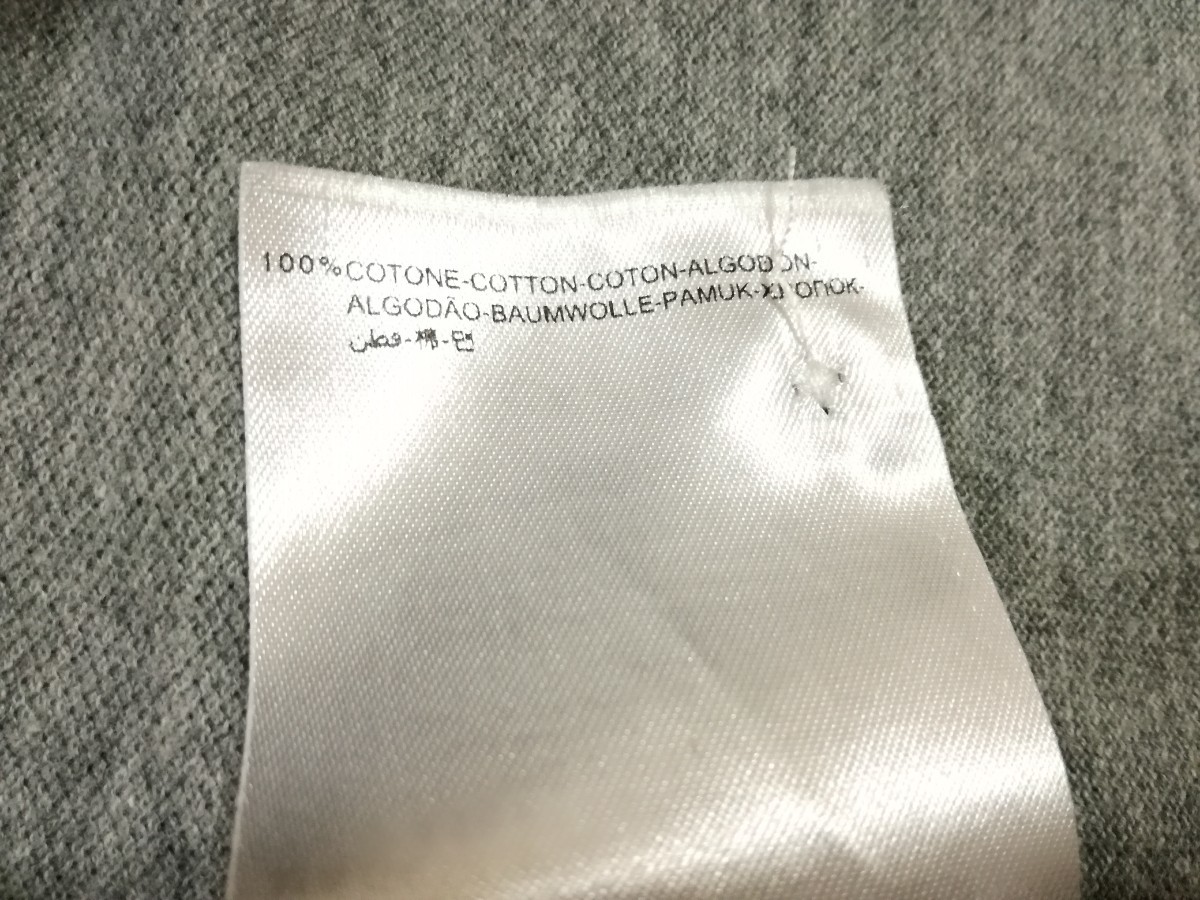 100%COTONE-COTTON-COTON-ALGODON-
ALGODÃO-BAUMWOLLE-PAMUK-ХЛОПОК-
قطن-棉-면